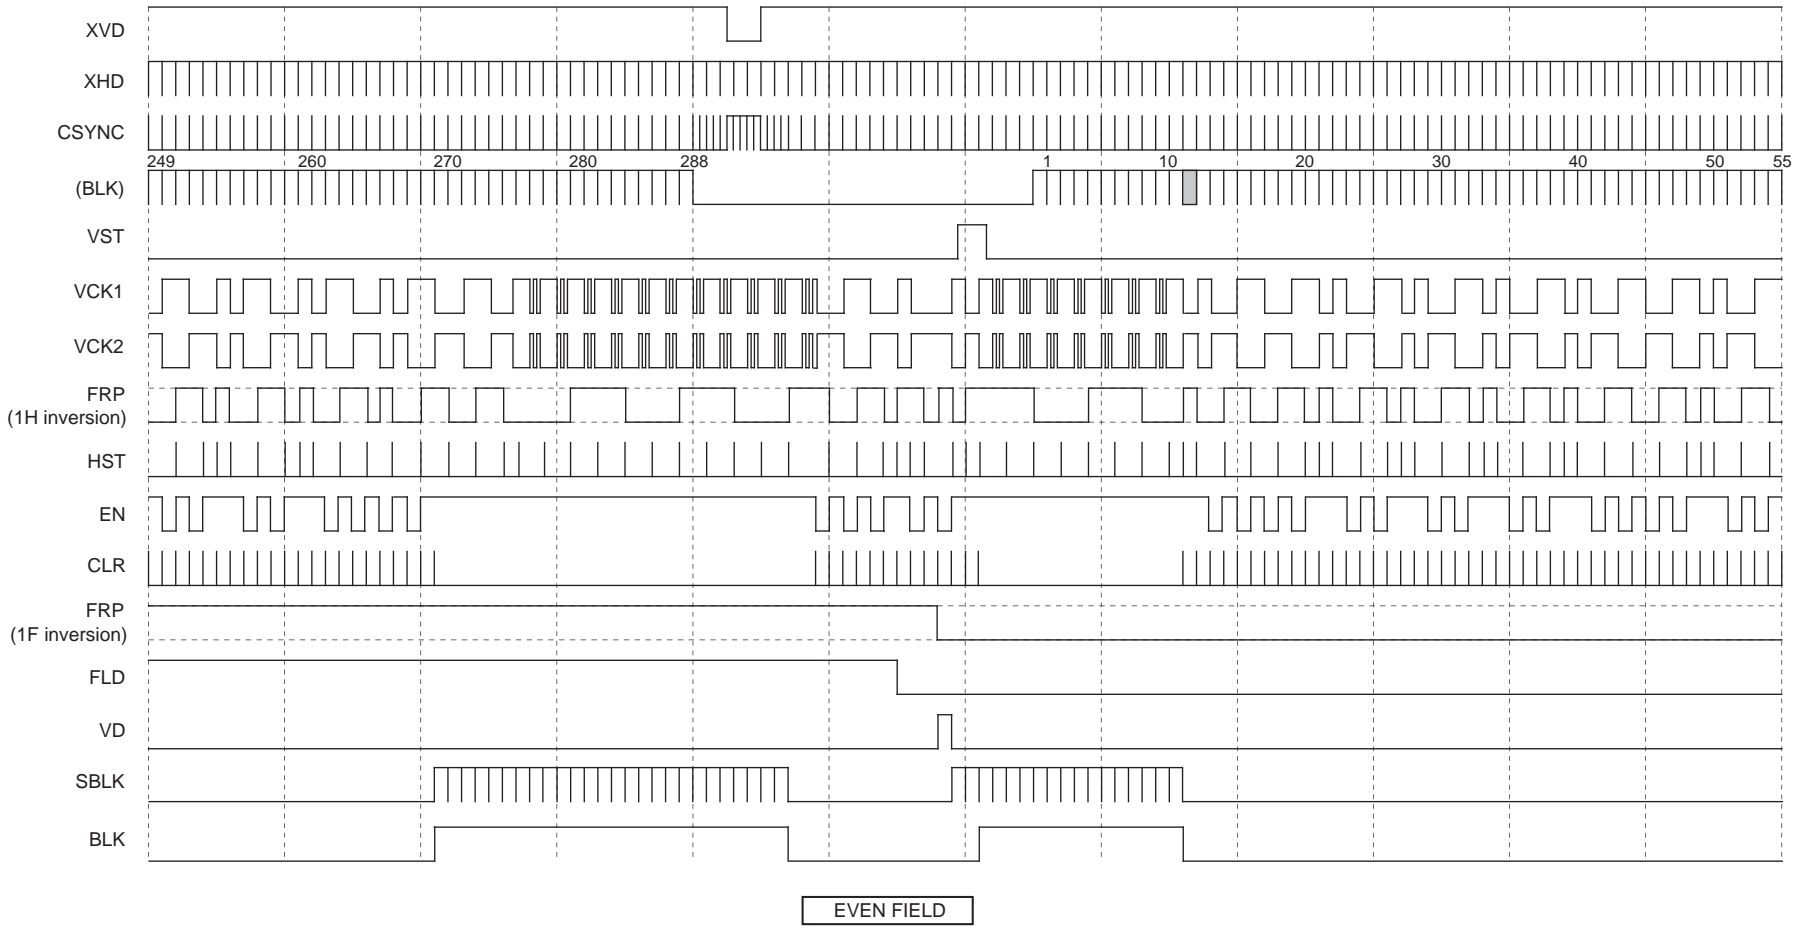 XVD
XHD
CSYNC
249 260 270 280 288 1 10 20 30 40 50 55
(BLK)
VST
VCK1
VCK2
FRP
(1H inversion)
HST
EN
CLR
FRP
(1F inversion)
FLD
VD
SBLK
BLK
EVEN FIELD